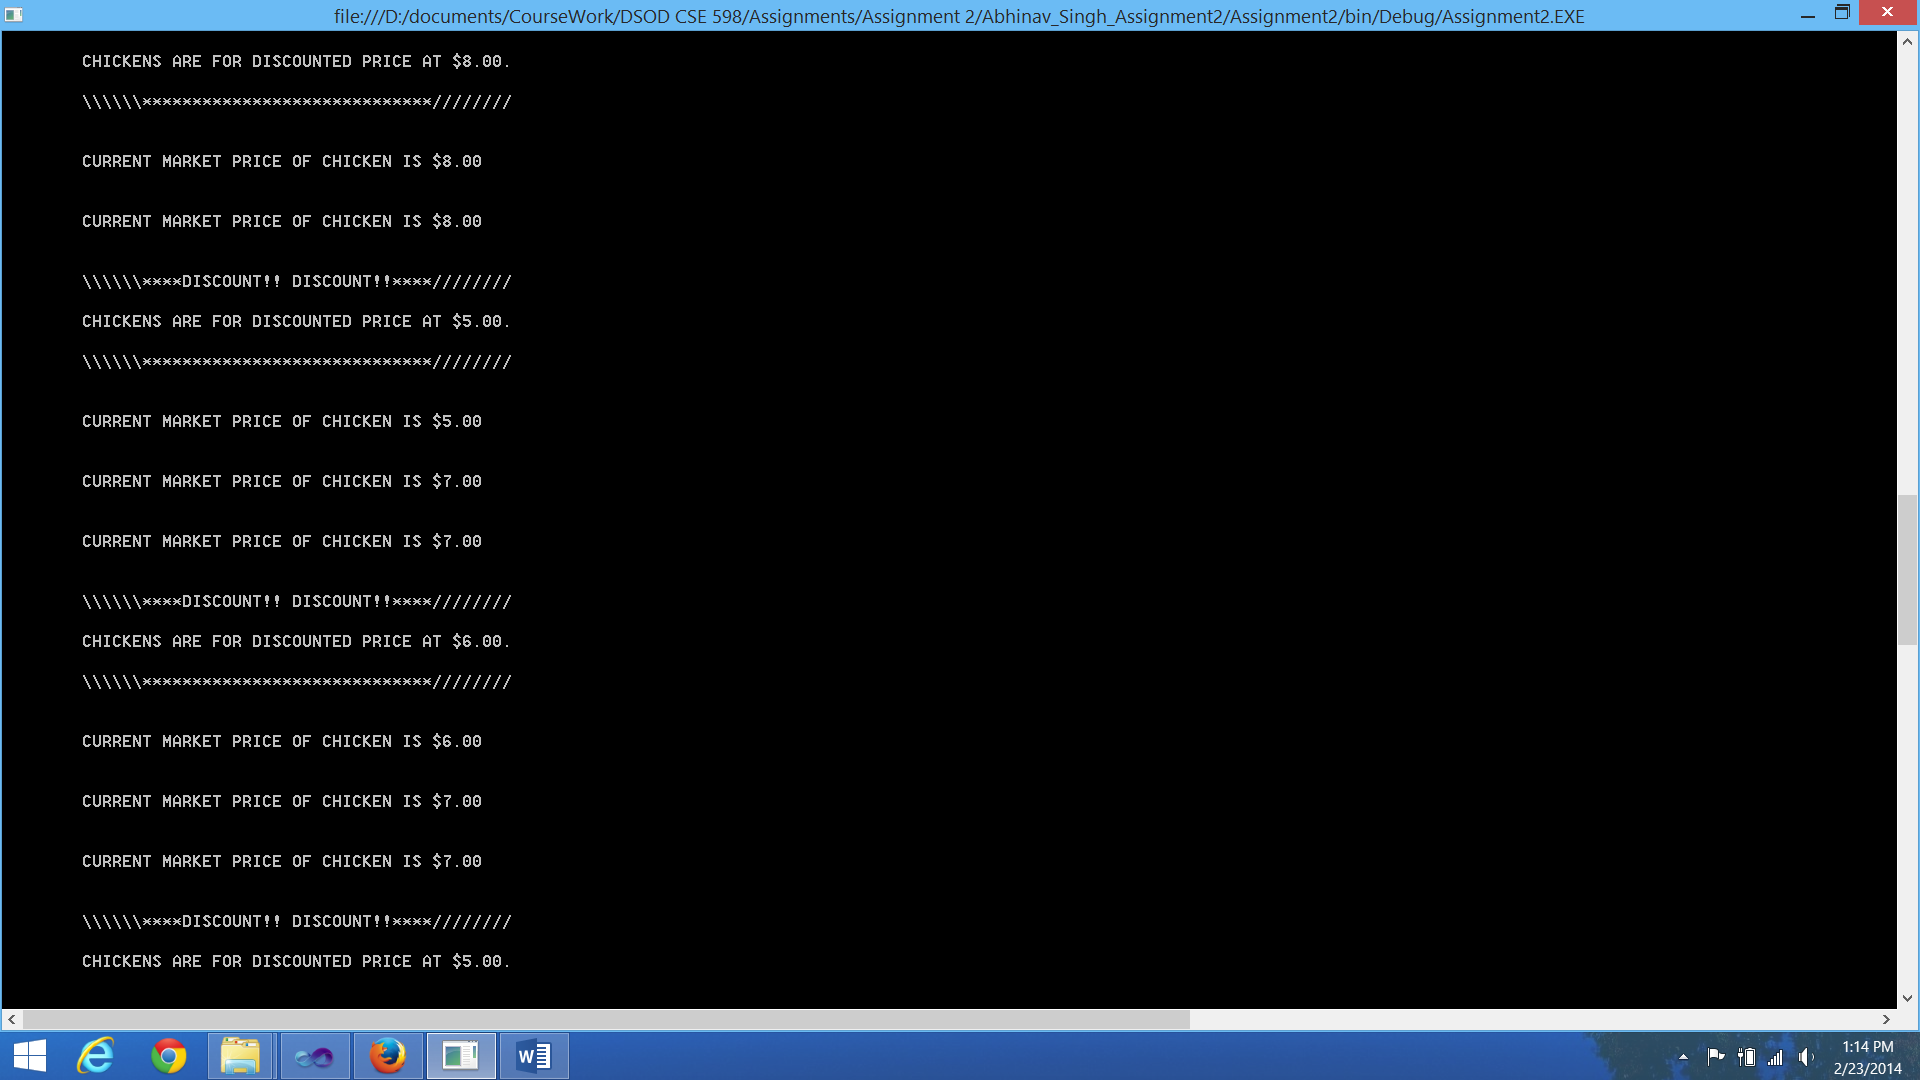 file:///D:/documents/CourseWork/DSOD CSE 598/Assignments/Assignment 2/Abhinav_Singh_Assignment2/Assignment2/bin/Debug/Assignment2.EXE
CHICKENS ARE FOR DISCOUNTED PRICE AT $8.00.
\\\\\\*****************************////////
CURRENT MARKET PRICE OF CHICKEN IS $8.00
CURRENT MARKET PRICE OF CHICKEN IS $8.00
\\\\\\****DISCOUNT!! DISCOUNT!!****////////
CHICKENS ARE FOR DISCOUNTED PRICE AT $5.00.
\\\\\\*****************************////////
CURRENT MARKET PRICE OF CHICKEN IS $5.00
CURRENT MARKET PRICE OF CHICKEN IS $7.00
CURRENT MARKET PRICE OF CHICKEN IS $7.00
\\\\\\****DISCOUNT!! DISCOUNT!!****////////
CHICKENS ARE FOR DISCOUNTED PRICE AT $6.00.
\\\\\\*****************************////////
CURRENT MARKET PRICE OF CHICKEN IS $6.00
CURRENT MARKET PRICE OF CHICKEN IS $7.00
CURRENT MARKET PRICE OF CHICKEN IS $7.00
\\\\\\****DISCOUNT!! DISCOUNT!!****////////
CHICKENS ARE FOR DISCOUNTED PRICE AT $5.00.
1:14 PM
2/23/2014